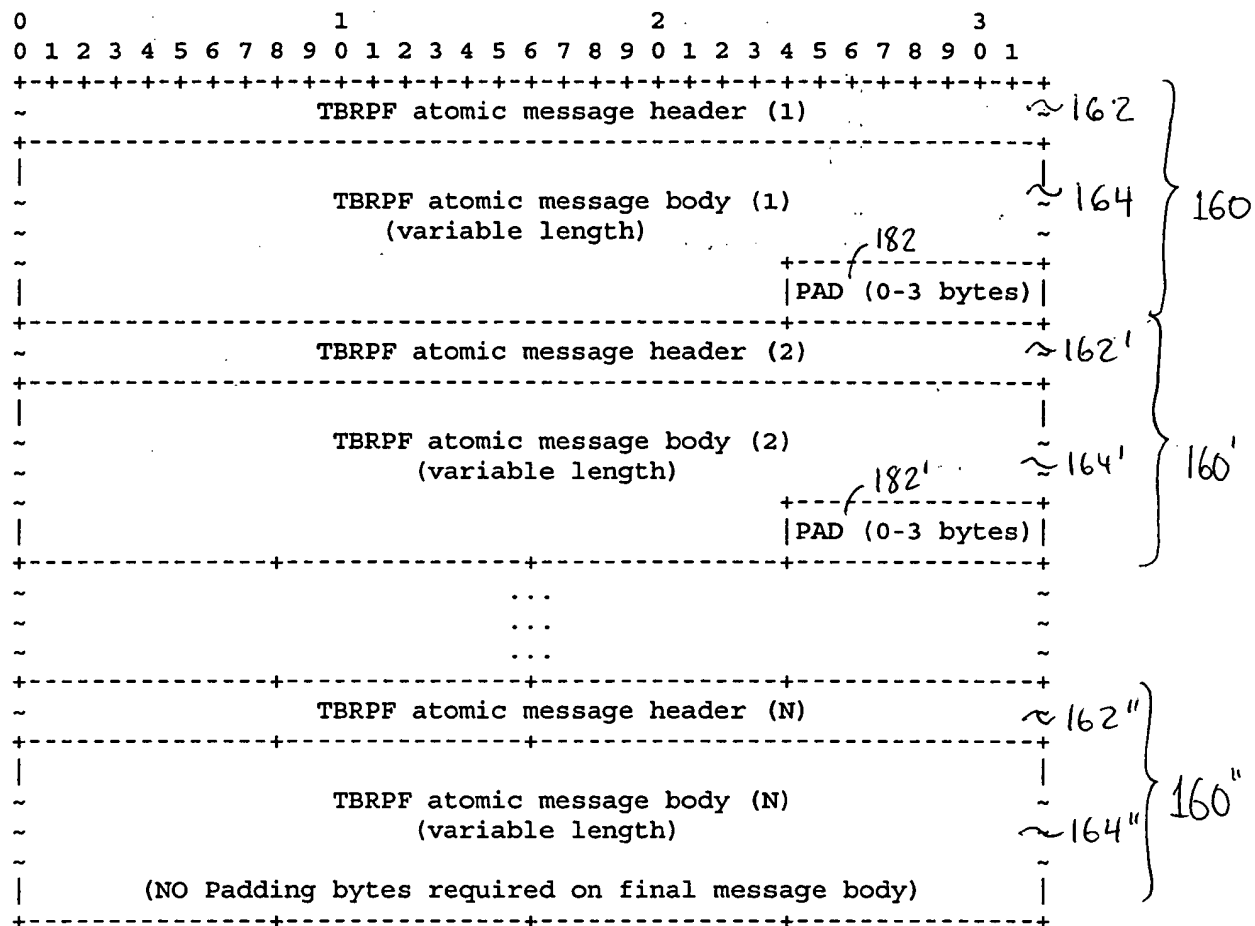 0 1 2 3
0 1 2 3 4 5 6 7 8 9 0 1 2 3 4 5 6 7 8 9 0 1 2 3 4 5 6 7 8 9 0 1
+-+-+-+-+-+-+-+-+-+-+-+-+-+-+-+-+-+-+-+-+-+-+-+-+-+-+-+-+-+-+-+-+
~ TBRPF atomic message header (1) ~ 162
+---------------------------------------------------------------+
| |
~ TBRPF atomic message body (1) ~ 164 160
~ (variable length) ~
182
~ +---------------+
| |PAD (0-3 bytes)|
+-----------------------------------------------+---------------+
~ TBRPF atomic message header (2) ~ 162'
+---------------------------------------------------------------+
| |
~ TBRPF atomic message body (2) ~
~ (variable length) ~ 164' 160'
182'
~ +---------------+
| |PAD (0-3 bytes)|
+---------------+---------------+---------------+---------------+
~ ... ~
~ ... ~
~ ... ~
+---------------+---------------+---------------+---------------+
~ TBRPF atomic message header (N) ~ 162"
+---------------+---------------+-------------------------------+
| |
~ TBRPF atomic message body (N) ~ 160"
~ (variable length) ~ 164"
~ ~
| (NO Padding bytes required on final message body) |
+---------------+---------------+---------------+---------------+